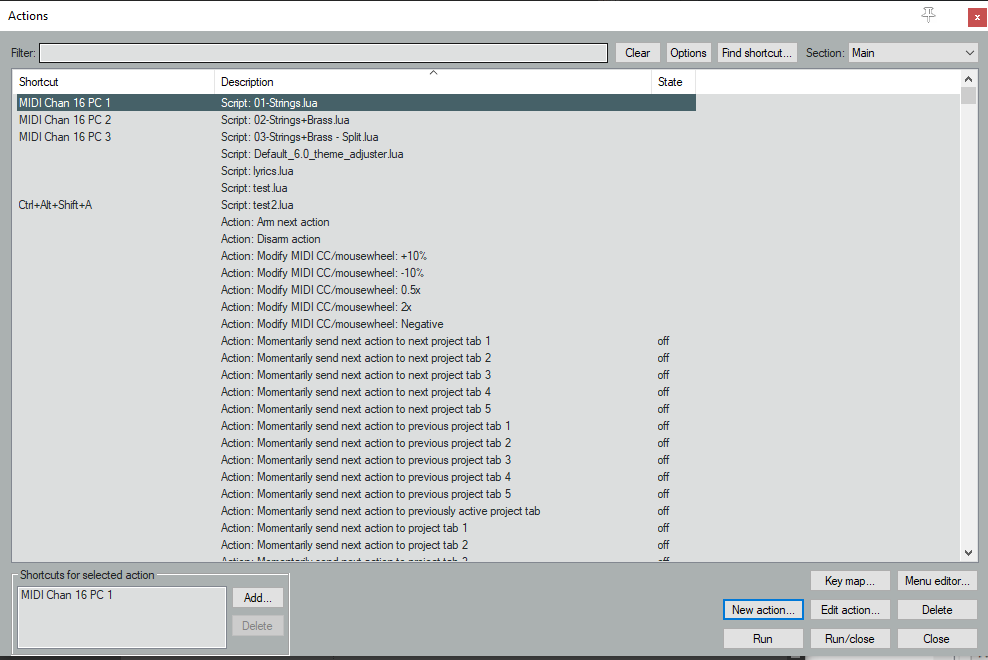 Actions
x
Filter:
Clear
Options
Find shortcut...
Section:
Main
Shortcut Description State
MIDI Chan 16 PC 1 Script: 01-Strings.lua
MIDI Chan 16 PC 2 Script: 02-Strings+Brass.lua
MIDI Chan 16 PC 3 Script: 03-Strings+Brass - Split.lua
Script: Default_6.0_theme_adjuster.lua
Script: lyrics.lua
Script: test.lua
Ctrl+Alt+Shift+A Script: test2.lua
Action: Arm next action
Action: Disarm action
Action: Modify MIDI CC/mousewheel: +10%
Action: Modify MIDI CC/mousewheel: -10%
Action: Modify MIDI CC/mousewheel: 0.5x
Action: Modify MIDI CC/mousewheel: 2x
Action: Modify MIDI CC/mousewheel: Negative
Action: Momentarily send next action to next project tab 1 off
Action: Momentarily send next action to next project tab 2 off
Action: Momentarily send next action to next project tab 3 off
Action: Momentarily send next action to next project tab 4 off
Action: Momentarily send next action to next project tab 5 off
Action: Momentarily send next action to previous project tab 1 off
Action: Momentarily send next action to previous project tab 2 off
Action: Momentarily send next action to previous project tab 3 off
Action: Momentarily send next action to previous project tab 4 off
Action: Momentarily send next action to previous project tab 5 off
Action: Momentarily send next action to previously active project tab off
Action: Momentarily send next action to project tab 1 off
Action: Momentarily send next action to project tab 2 off
Action: Momentarily send next action to project tab
Shortcuts for selected action
MIDI Chan 16 PC 1
Add...
Delete
Key map...
Menu editor...
New action...
Edit action...
Delete
Run
Run/close
Close